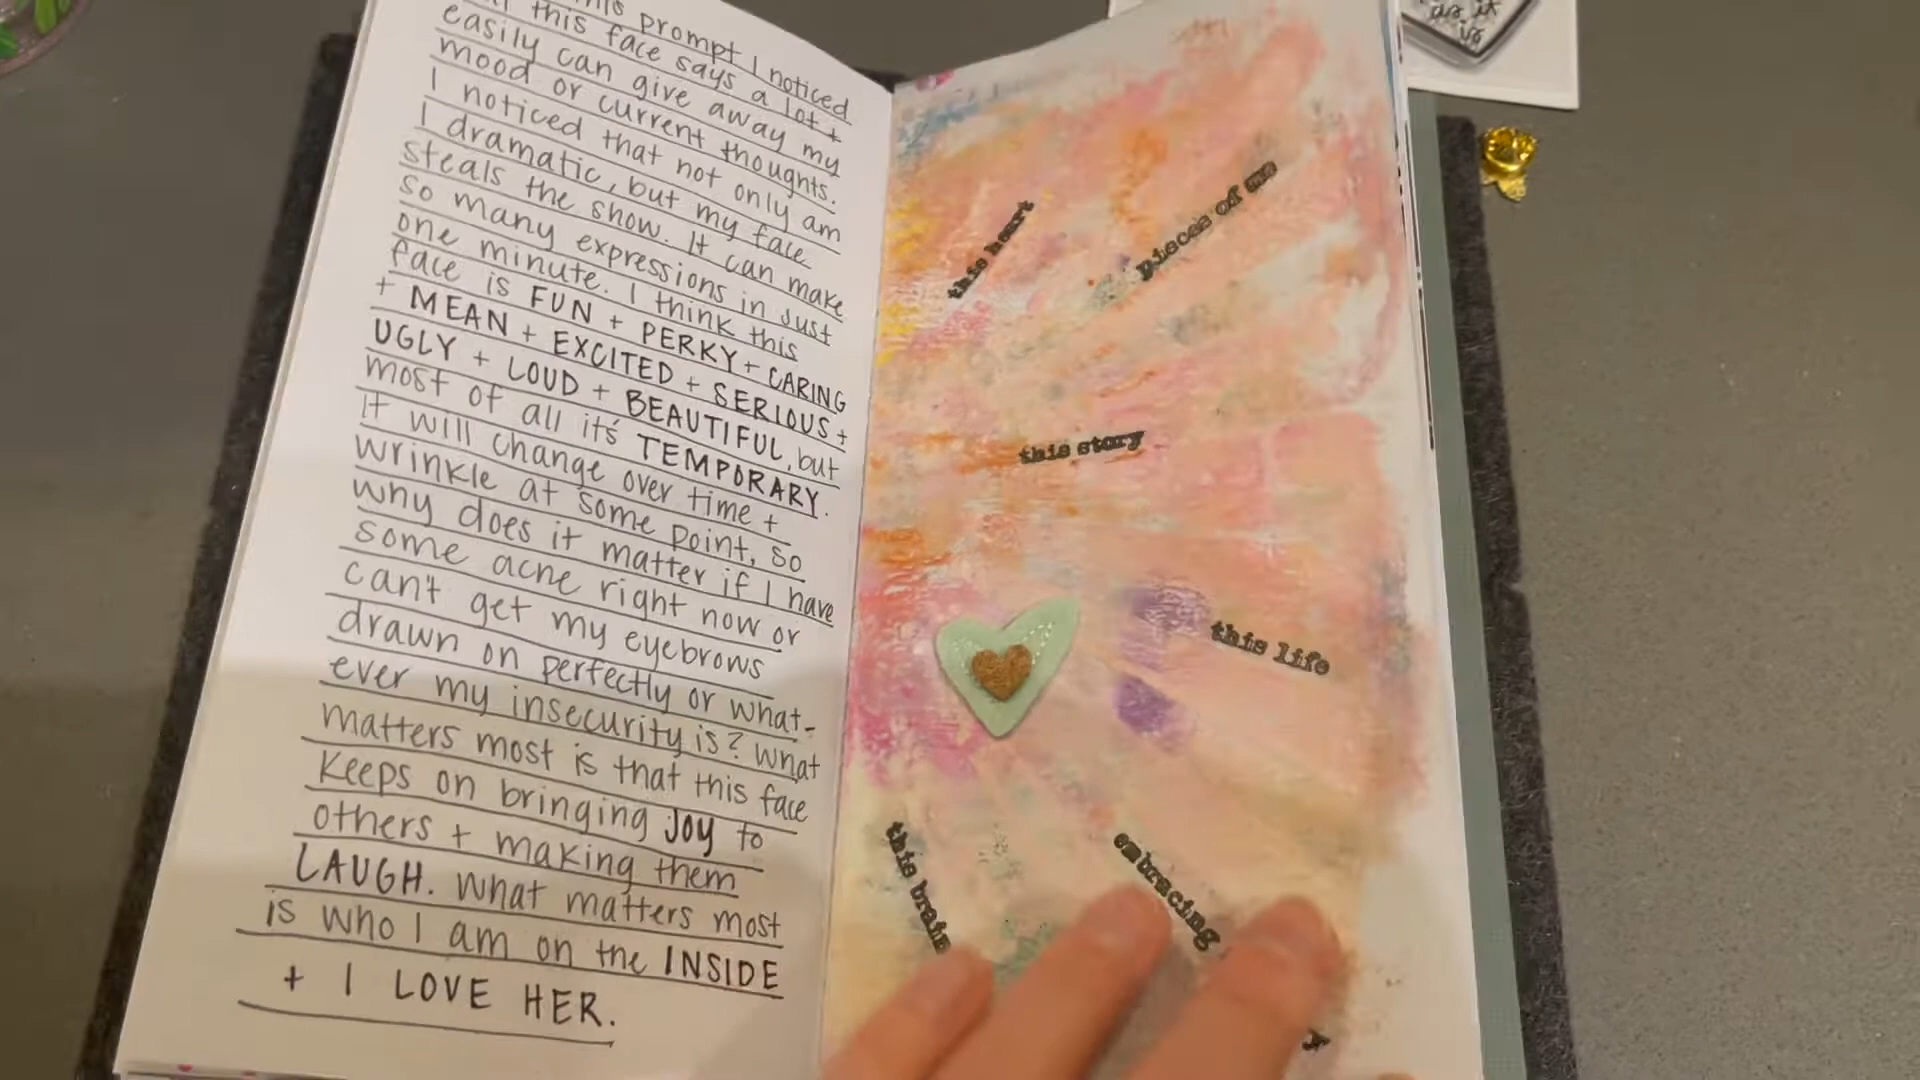 this prompt I noticed
this face says a lot +
easily can give away my
mood or current thoughts.
I noticed that not only am
I dramatic, but my face
steals the show. It can make
so many expressions in just
one minute. I think this
face is FUN + PERKY + CARING
+ MEAN + EXCITED + SERIOUS +
UGLY + LOUD + BEAUTIFUL, but
most of all it's TEMPORARY.
It will change over time +
wrinkle at some point, so
why does it matter if I have
some acne right now or
can't get my eyebrows
drawn on perfectly or what-
ever my insecurity is? What
matters most is that this face
keeps on bringing JOY to
others + making them
LAUGH. What matters most
is who I am on the INSIDE
+ I LOVE HER.
this heart
pieces of me
this story
this life
this brain
embracing
as it
is